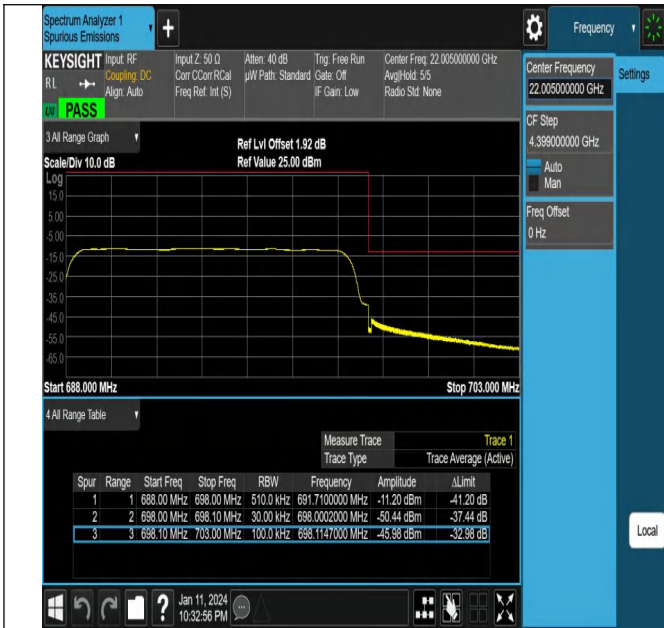 Spectrum Analyzer 1
Spurious Emissions
Frequency
KEYSIGHT
Input: RF
Coupling: DC
Align: Auto
Input Z: 50 Ω
Corr CCorr RCal
Freq Ref: Int (S)
Atten: 40 dB
µW Path: Standard
Trig: Free Run
Gate: Off
IF Gain: Low
Center Freq: 22.005000000 GHz
Avg|Hold: 5/5
Radio Std: None
RL
PASS
Center Frequency
22.005000000 GHz
Settings
CF Step
4.399000000 GHz
Auto
Man
Freq Offset
0 Hz
Local
3 All Range Graph
Scale/Div 10.0 dB
Ref Lvl Offset 1.92 dB
Ref Value 25.00 dBm
Log
15.0
5.00
-5.00
-15.0
-25.0
-35.0
-45.0
-55.0
-65.0
Start 688.000 MHz Stop 703.000 MHz
4 All Range Table
Measure Trace Trace 1
Trace Type Trace Average (Active)
Spur Range Start Freq Stop Freq RBW Frequency Amplitude ΔLimit
1 1 688.00 MHz 698.00 MHz 510.0 kHz 691.7100000 MHz -11.20 dBm -41.20 dB
2 2 698.00 MHz 698.10 MHz 30.00 kHz 698.0002000 MHz -50.44 dBm -37.44 dB
3 3 698.10 MHz 703.00 MHz 100.0 kHz 698.1147000 MHz -45.98 dBm -32.98 dB
Jan 11, 2024
10:32:56 PM